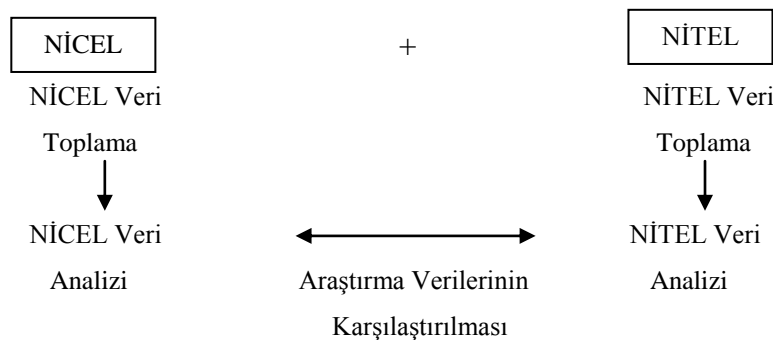 NİCEL + NİTEL
NİCEL Veri NİTEL Veri
Toplama Toplama
NİCEL Veri NİTEL Veri
Analizi Araştırma Verilerinin Analizi
Karşılaştırılması